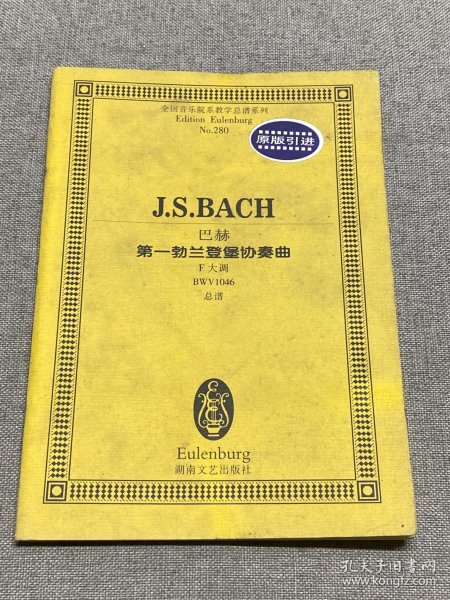 全国音乐院系教学总谱系列
Edition Eulenburg
No.280
原版引进
J.S.BACH
巴赫
第一勃兰登堡协奏曲
F 大调
BWV1046
总谱
Eulenburg
湖南文艺出版社
孔夫子旧书网
www.kongfz.com